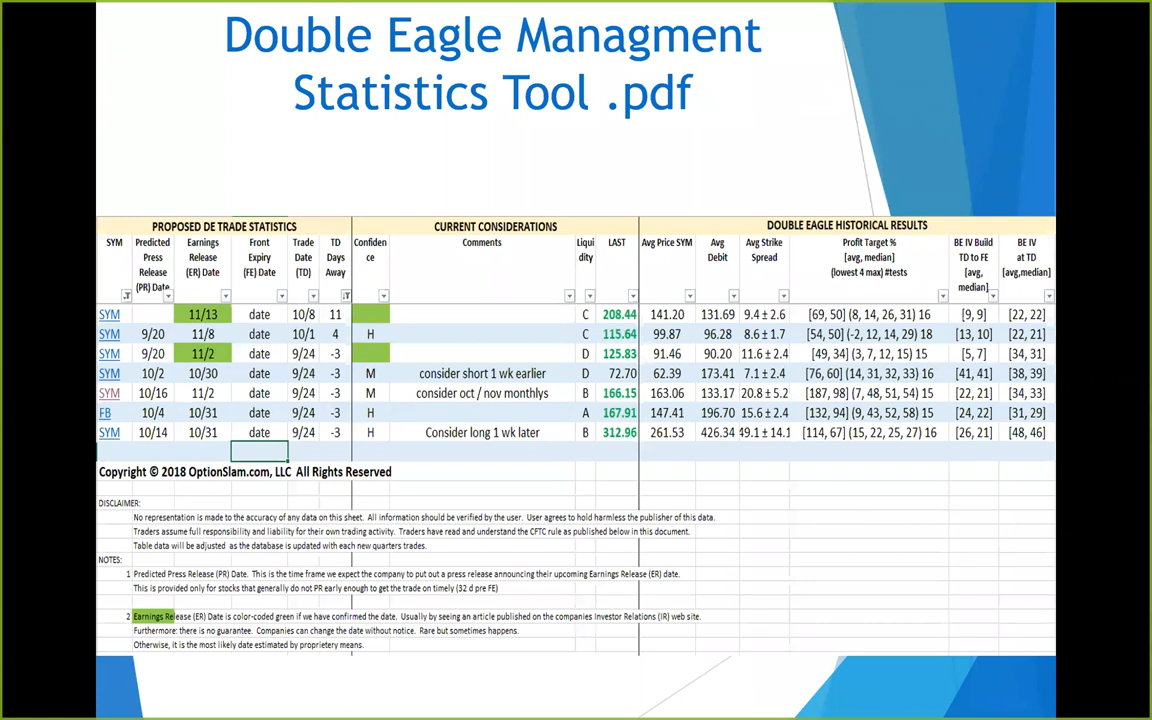 Double Eagle Managment
Statistics Tool .pdf
PROPOSED DE TRADE STATISTICS CURRENT CONSIDERATIONS DOUBLE EAGLE HISTORICAL RESULTS
SYM Predicted Press Release (PR) Date Earnings Release (ER) Date Front Expiry (FE) Date Trade Date (TD) TD Days Away Confiden ce Comments Liqui dity LAST Avg Price SYM Avg Debit Avg Strike Spread Profit Target % [avg, median] (lowest 4 max) #tests BE IV Build TD to FE [avg, median] BE IV at TD [avg,median]
SYM 11/13 date 10/8 11 C 208.44 141.20 131.69 9.4 ± 2.6 [69, 50] (8, 14, 26, 31) 16 [9, 9] [22, 22]
SYM 9/20 11/8 date 10/1 4 H C 115.64 99.87 96.28 8.6 ± 1.7 [54, 50] (-2, 12, 14, 29) 18 [13, 10] [22, 21]
SYM 9/20 11/2 date 9/24 -3 D 125.83 91.46 90.20 11.6 ± 2.4 [49, 34] (3, 7, 12, 15) 15 [5, 7] [34, 31]
SYM 10/2 10/30 date 9/24 -3 M consider short 1 wk earlier D 72.70 62.39 173.41 7.1 ± 2.4 [76, 60] (14, 31, 32, 33) 16 [41, 41] [38, 39]
SYM 10/16 11/2 date 9/24 -3 M consider oct / nov monthlys B 166.15 163.06 133.17 20.8 ± 5.2 [187, 98] (7, 48, 51, 54) 15 [22, 21] [34, 33]
FB 10/4 10/31 date 9/24 -3 H A 167.91 147.41 196.70 15.6 ± 2.4 [132, 94] (9, 43, 52, 58) 15 [24, 22] [31, 29]
SYM 10/14 10/31 date 9/24 -3 H Consider long 1 wk later B 312.96 261.53 426.34 49.1 ± 14.1 [114, 67] (15, 22, 25, 27) 16 [26, 21] [48, 46]
Copyright © 2018 OptionSlam.com, LLC All Rights Reserved
DISCLAIMER:
No representation is made to the accuracy of any data on this sheet. All information should be verified by the user. User agrees to hold harmless the publisher of this data.
Traders assume full responsibility and liability for their own trading activity. Traders have read and understand the CFTC rule as published below in this document.
Table data will be adjusted as the database is updated with each new quarters trades.
NOTES:
1 Predicted Press Release (PR) Date. This is the time frame we expect the company to put out a press release announcing their upcoming Earnings Release (ER) date.
This is provided only for stocks that generally do not PR early enough to get the trade on timely (32 d pre FE)
2 Earnings Release (ER) Date is color-coded green if we have confirmed the date. Usually by seeing an article published on the companies Investor Relations (IR) web site.
Furthermore: there is no guarantee. Companies can change the date without notice. Rare but sometimes happens.
Otherwise, it is the most likely date estimated by proprietery means.